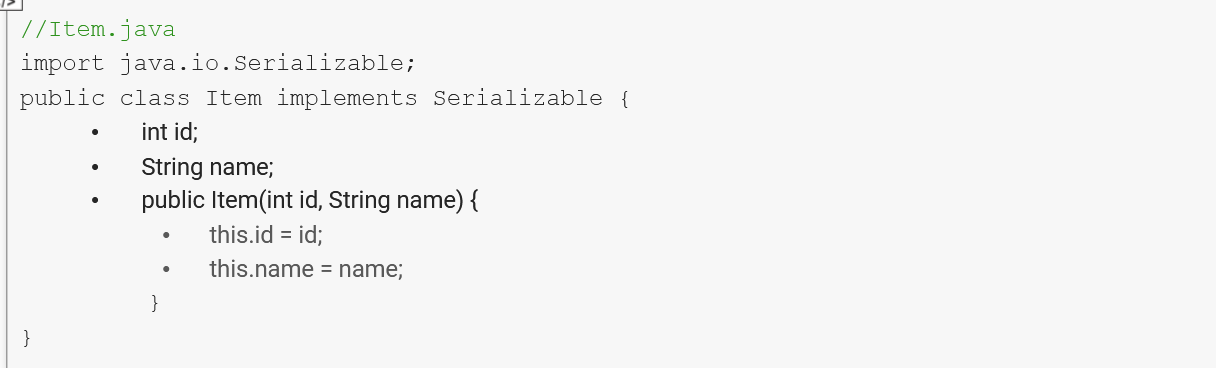 //Item.java
import java.io.Serializable;
public class Item implements Serializable {
• int id;
• String name;
• public Item(int id, String name) {
• this.id = id;
• this.name = name;
}
}